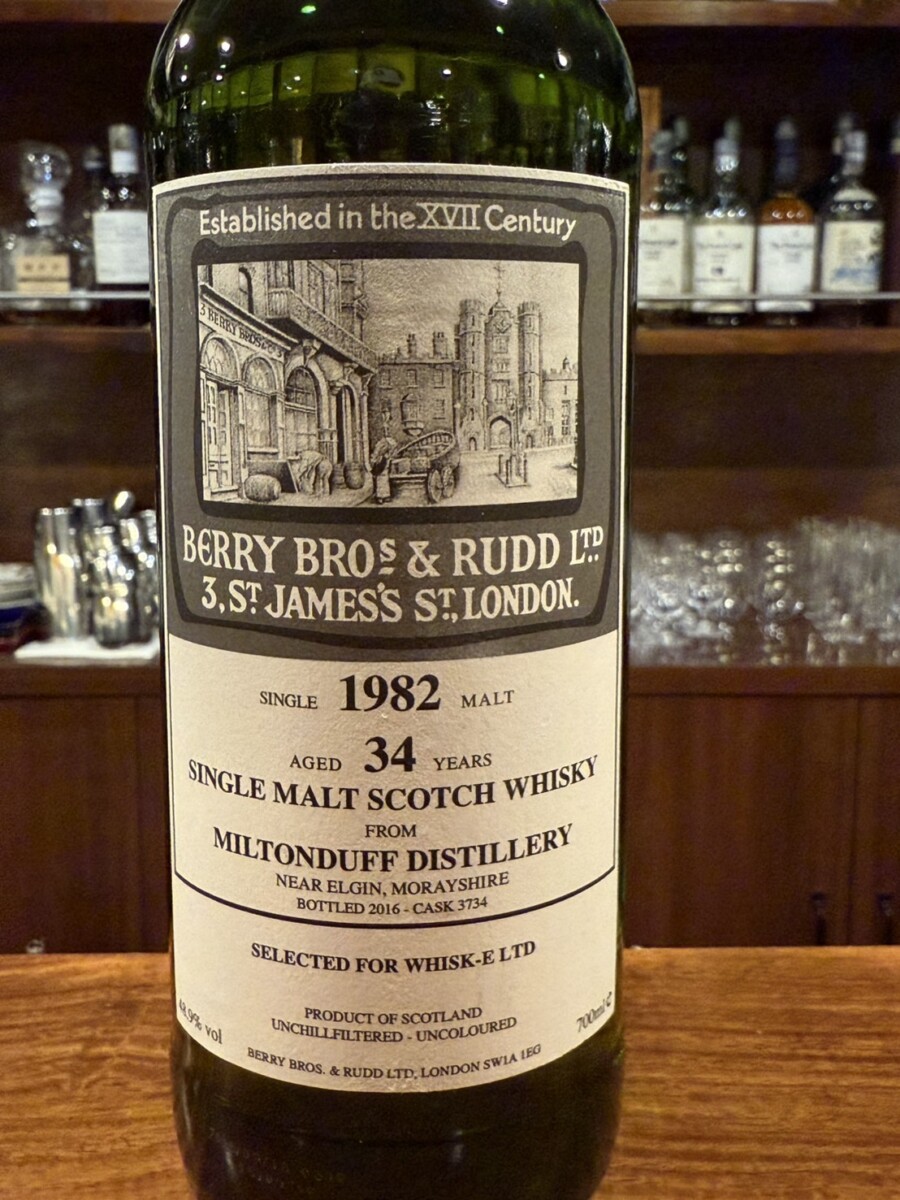 Established in the XVII Century
3 BERRY BROS & Co 3
BERRY BROS & RUDD LTD.
3, ST JAMES'S ST, LONDON.
SINGLE 1982 MALT
AGED 34 YEARS
SINGLE MALT SCOTCH WHISKY
FROM
MILTONDUFF DISTILLERY
NEAR ELGIN, MORAYSHIRE
BOTTLED 2016 - CASK 3734
SELECTED FOR WHISK-E LTD
48.9% vol
PRODUCT OF SCOTLAND
UNCHILLFILTERED - UNCOLOURED
700ml e
BERRY BROS. & RUDD LTD, LONDON SW1A 1EG